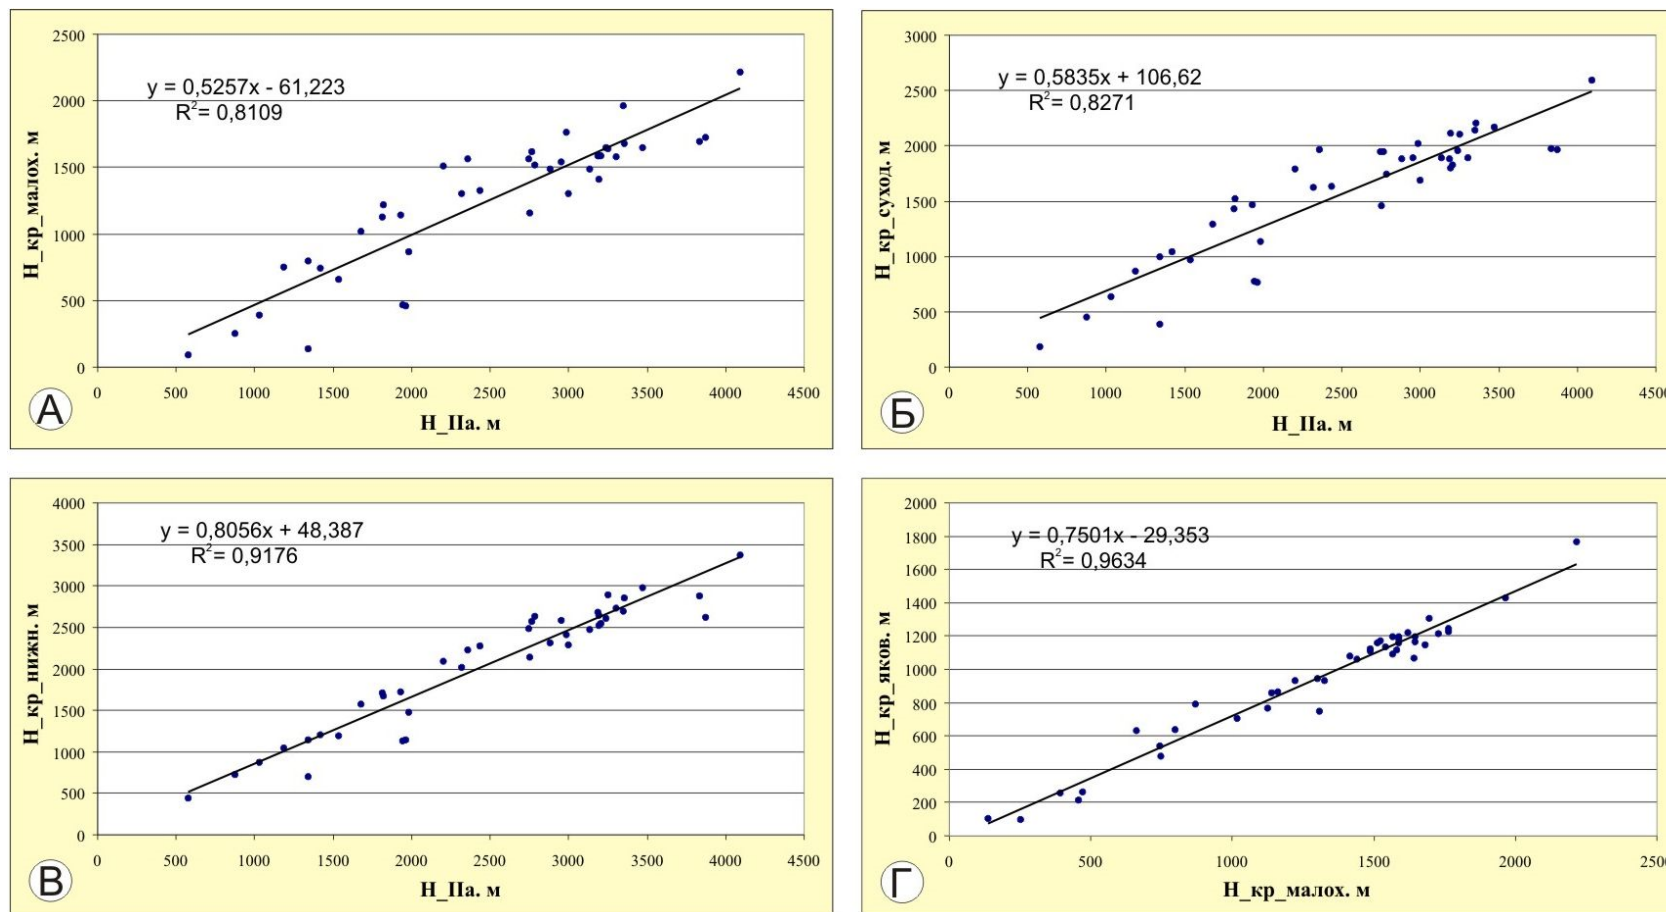 2500
2000
1500
1000
500
0
H_кр_малох. м
y = 0,5257x - 61,223
R²= 0,8109
0 500 1000 1500 2000 2500 3000 3500 4000 4500
H_IIa. м
А
3000
2500
2000
1500
1000
500
0
H_кр_суход. м
y = 0,5835x + 106,62
R²= 0,8271
0 500 1000 1500 2000 2500 3000 3500 4000 4500
H_IIa. м
Б
4000
3500
3000
2500
2000
1500
1000
500
0
H_кр_нижн. м
y = 0,8056x + 48,387
R²= 0,9176
0 500 1000 1500 2000 2500 3000 3500 4000 4500
H_IIa. м
В
2000
1800
1600
1400
1200
1000
800
600
400
200
0
H_кр_яков. м
y = 0,7501x - 29,353
R²= 0,9634
0 500 1000 1500 2000 2500
H_кр_малох. м
Г